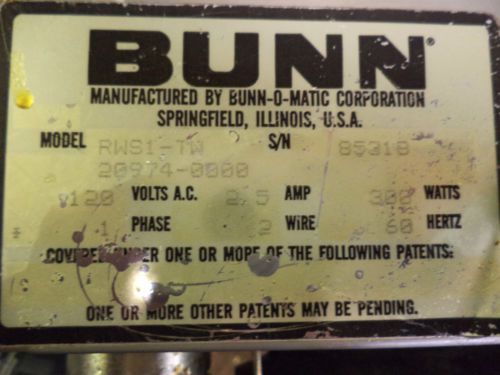 BUNN®
MANUFACTURED BY BUNN-O-MATIC CORPORATION
SPRINGFIELD, ILLINOIS, U.S.A.
MODEL RWS1-TW S/N 85318
20974-0000
120 VOLTS A.C. 2.5 AMP 300 WATTS
1 PHASE 2 WIRE 60 HERTZ
COVERED UNDER ONE OR MORE OF THE FOLLOWING PATENTS:
ONE OR MORE OTHER PATENTS MAY BE PENDING.